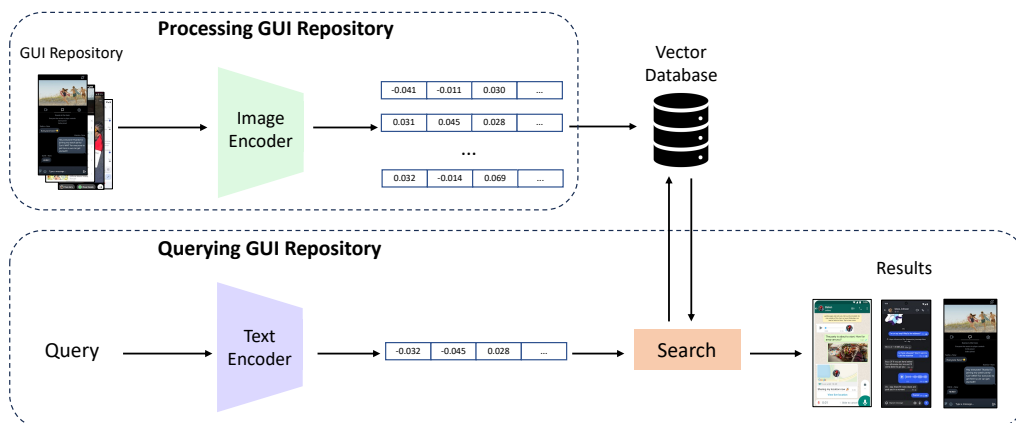 Processing GUI Repository
GUI Repository
Image
Encoder
-0.041 -0.011 0.030 ...
0.031 0.045 0.028 ...
...
0.032 -0.014 0.069 ...
Vector
Database
Querying GUI Repository
Query
Text
Encoder
-0.032 -0.045 0.028 ...
Search
Results